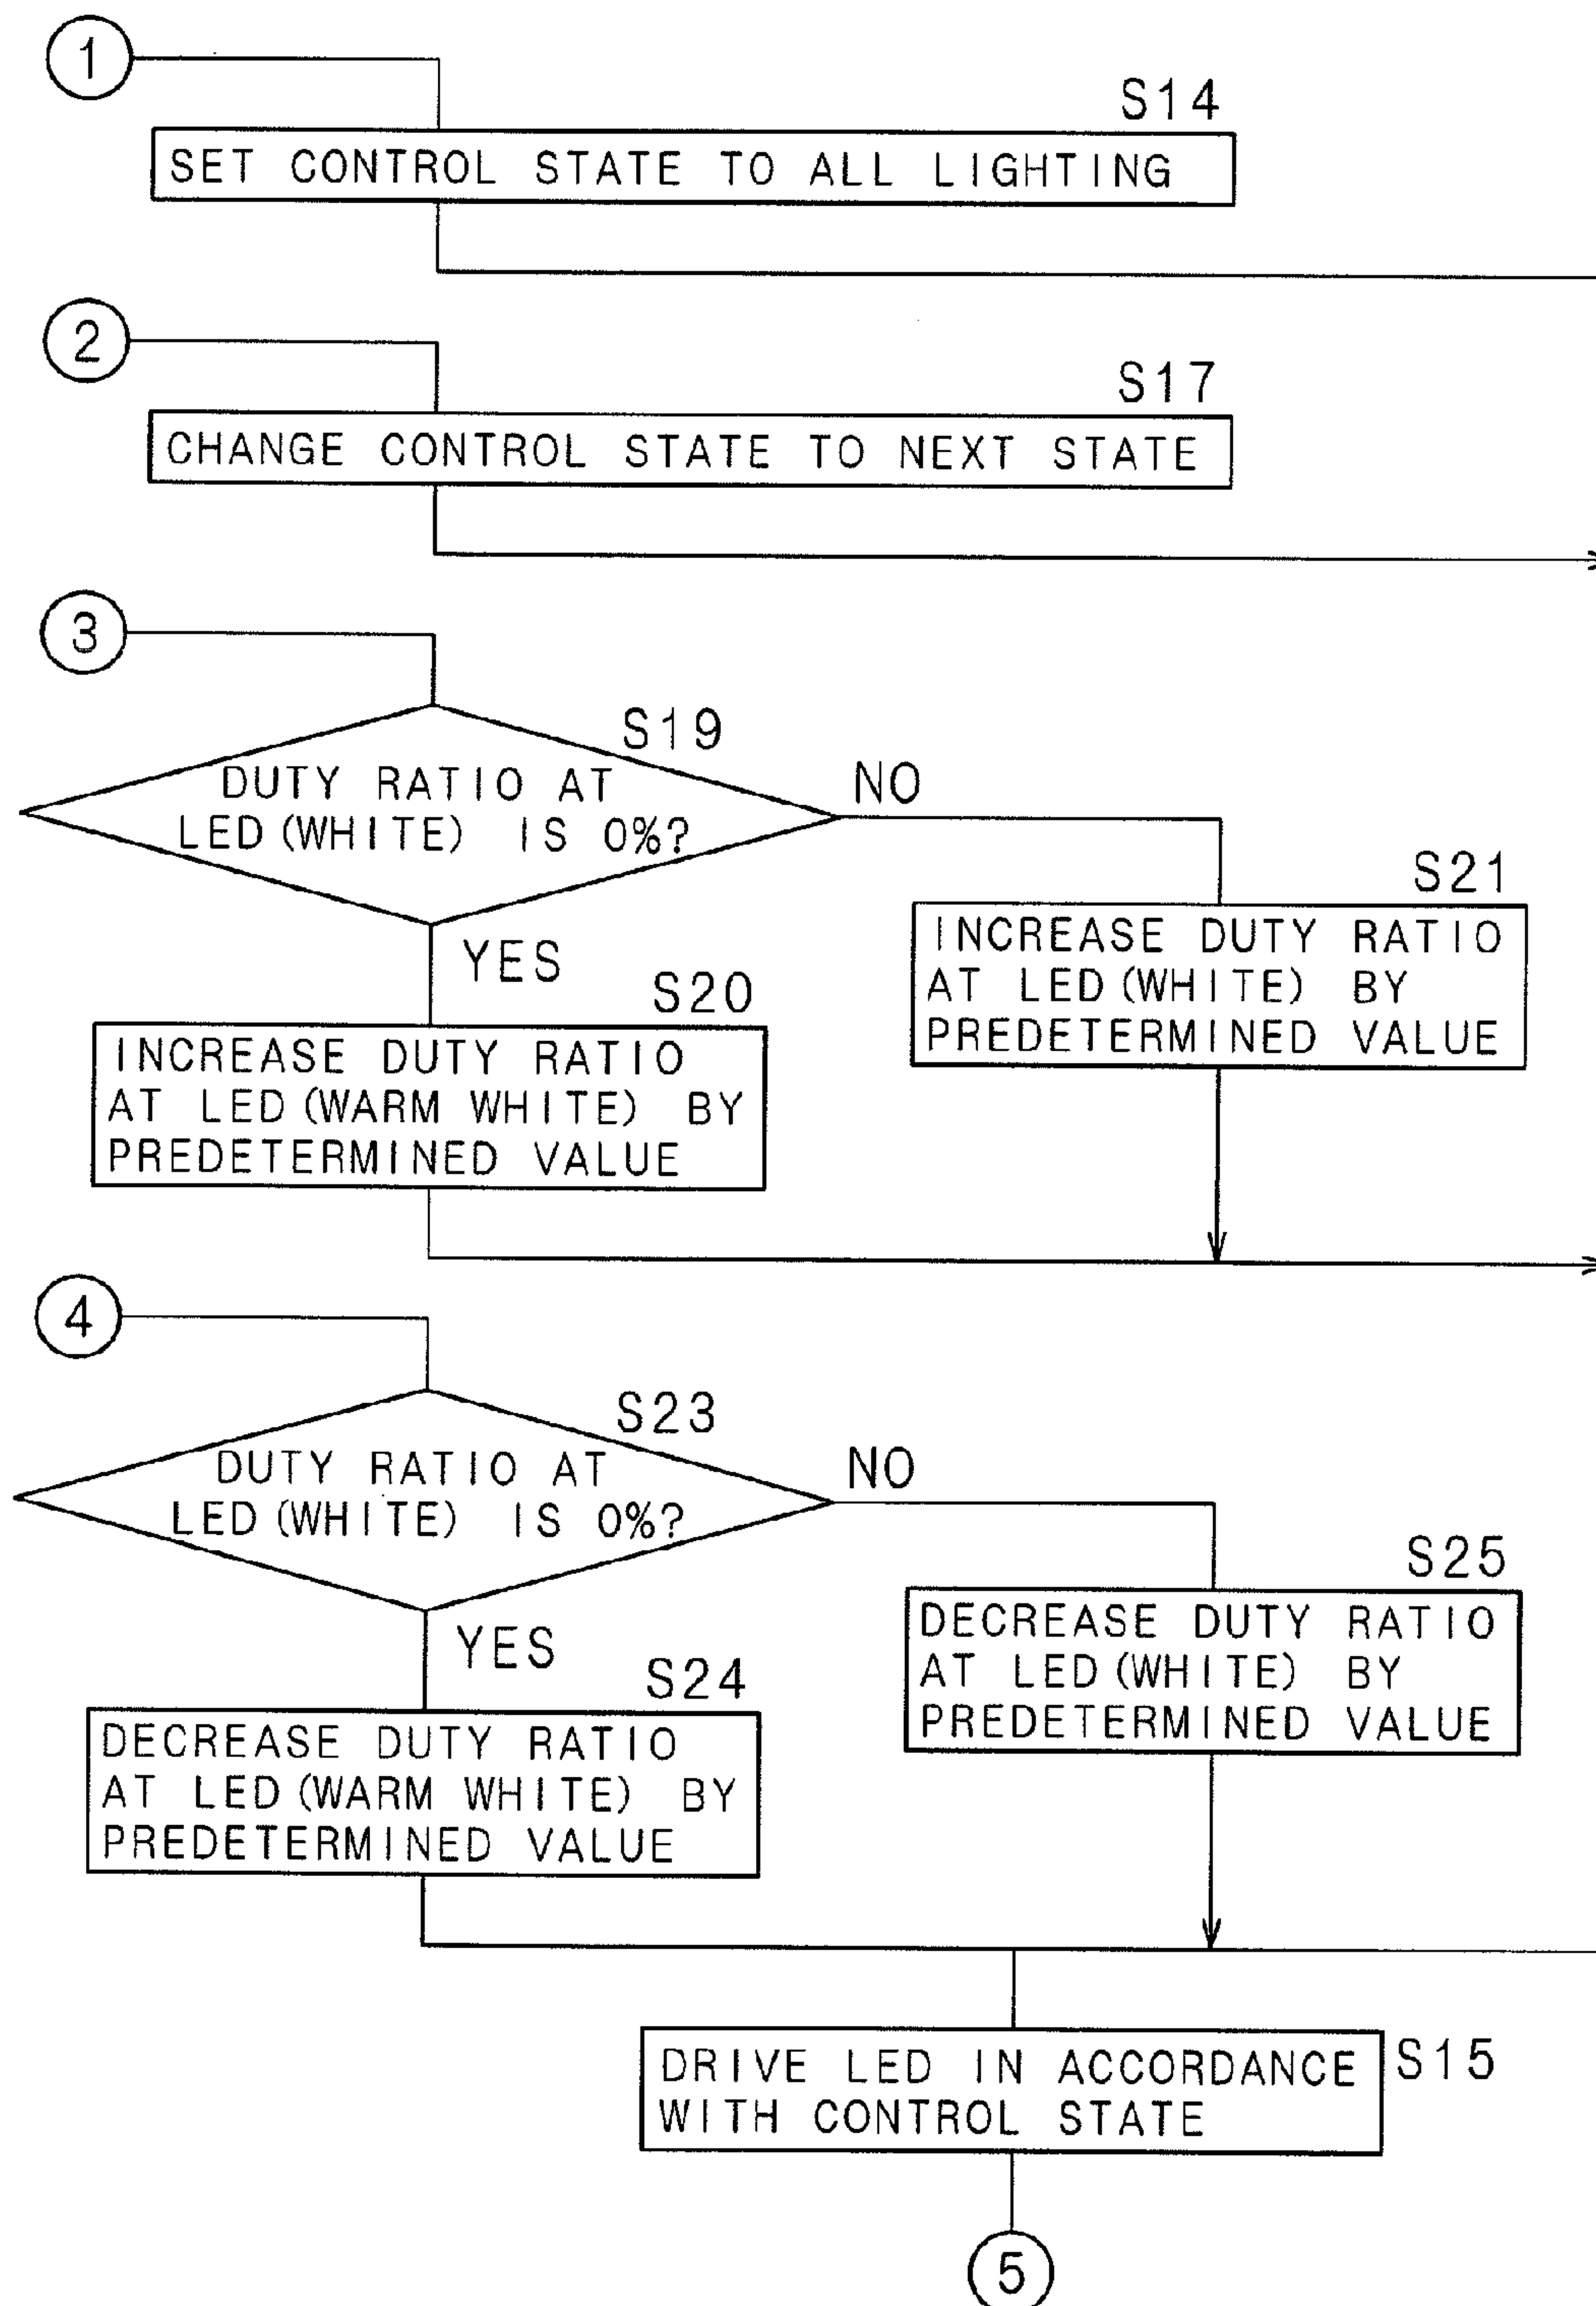 1
S14
SET CONTROL STATE TO ALL LIGHTING
2
S17
CHANGE CONTROL STATE TO NEXT STATE
3
S19
DUTY RATIO AT
LED(WHITE) IS 0%?
NO
YES
S21
INCREASE DUTY RATIO
AT LED(WHITE) BY
PREDETERMINED VALUE
S20
INCREASE DUTY RATIO
AT LED(WARM WHITE) BY
PREDETERMINED VALUE
4
S23
DUTY RATIO AT
LED(WHITE) IS 0%?
NO
YES
S25
DECREASE DUTY RATIO
AT LED(WHITE) BY
PREDETERMINED VALUE
S24
DECREASE DUTY RATIO
AT LED(WARM WHITE) BY
PREDETERMINED VALUE
DRIVE LED IN ACCORDANCE
WITH CONTROL STATE
S15
5